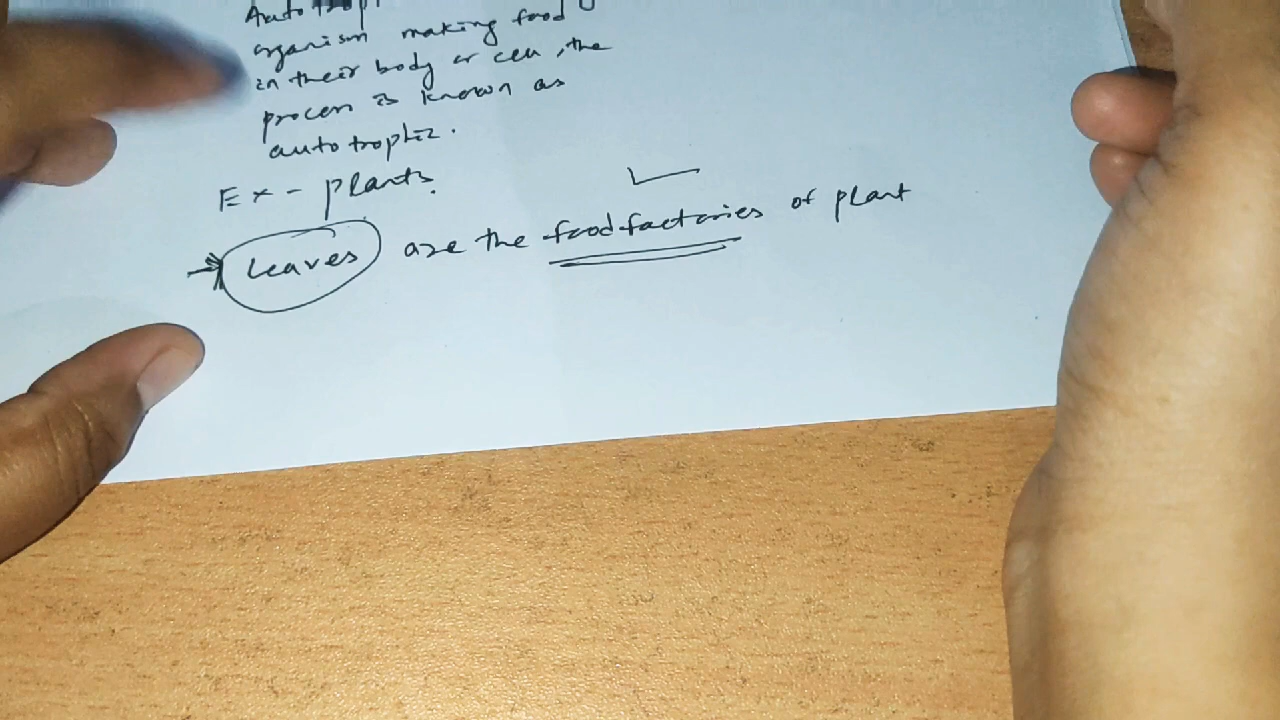 organism making food
in their body or cell, the
process is known as
autotrophic.
Ex - plants.
Leaves are the food factories of plant